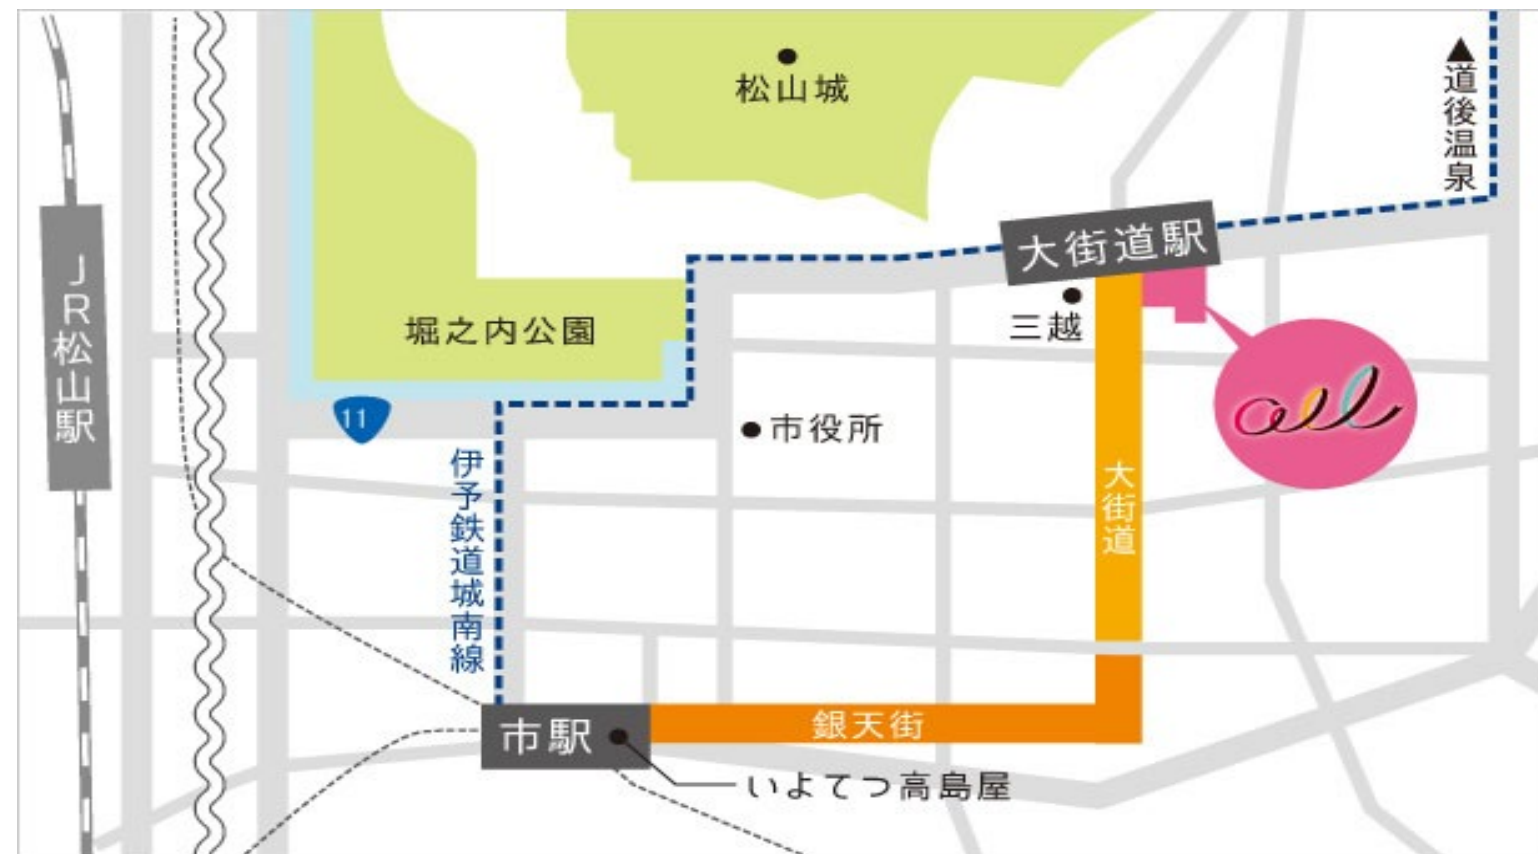 松山城
▲道後温泉
大街道駅
JR松山駅
三越
堀之内公園
all
11
市役所
伊予鉄道城南線
大街道
銀天街
市駅
いよてつ高島屋